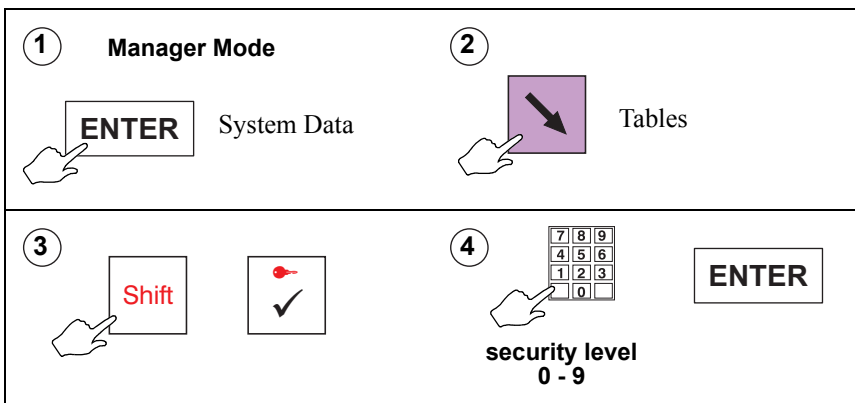 1 Manager Mode
ENTER System Data
2
Tables
3
Shift
4
7 8 9
4 5 6
1 2 3
0
ENTER
security level
0 - 9